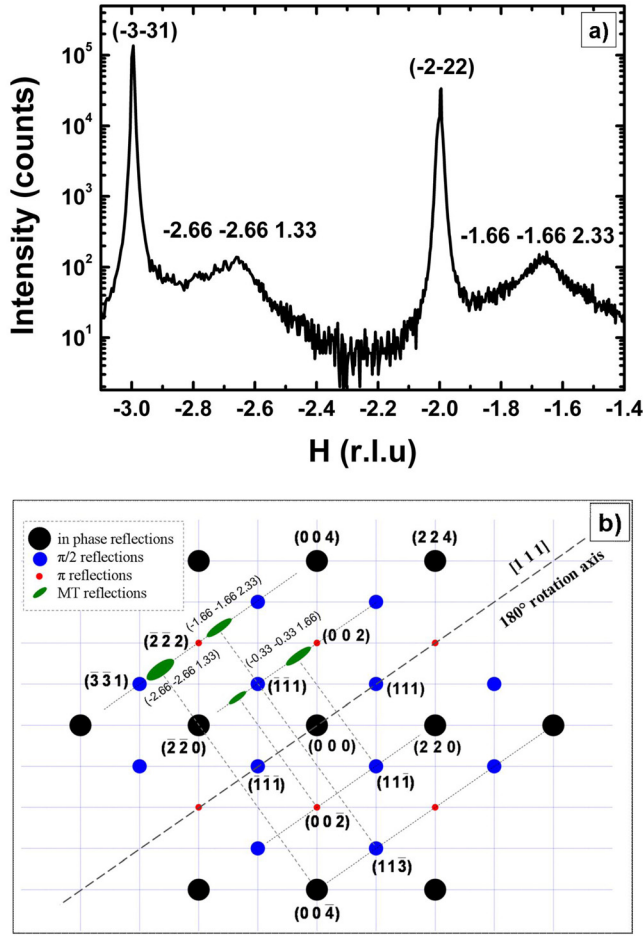 a)
(-3-31)
(-2-22)
-2.66 -2.66 1.33
-1.66 -1.66 2.33
Intensity (counts)
10⁵
10⁴
10³
10²
10¹
-3.0 -2.8 -2.6 -2.4 -2.2 -2.0 -1.8 -1.6 -1.4
H (r.l.u)
b)
in phase reflections
π/2 reflections
π reflections
MT reflections
(0 0 4)
(2 2 4)
[1 1 1]
180° rotation axis
(-1.66 -1.66 2.33)
(2̄ 2̄ 2)
(-0.33 -0.33 1.66)
(0 0 2)
(3̄ 3̄ 1)
(-2.66 -2.66 1.33)
(1̄ 1̄ 1)
(111)
(2̄ 2̄ 0)
(0 0 0)
(2 2 0)
(1̄ 1̄ 1̄)
(1 1 1̄)
(0 0 2̄)
(1 1 3̄)
(0 0 4̄)